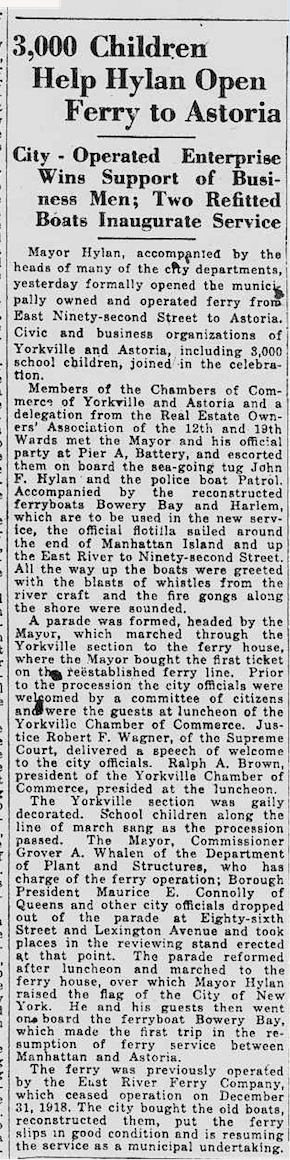 3,000 Children
Help Hylan Open
Ferry to Astoria
City - Operated Enterprise
Wins Support of Busi-
ness Men; Two Refitted
Boats Inaugurate Service
Mayor Hylan, accompanied by the
heads of many of the city departments,
yesterday formally opened the munici-
pally owned and operated ferry from
East Ninety-second Street to Astoria.
Civic and business organizations of
Yorkville and Astoria, including 3,000
school children, joined in the celebra-
tion.
Members of the Chambers of Com-
merce of Yorkville and Astoria and a
delegation from the Real Estate Own-
ers' Association of the 12th and 19th
Wards met the Mayor and his official
party at Pier A, Battery, and escorted
them on board the sea-going tug John
F. Hylan and the police boat Patrol.
Accompanied by the reconstructed
ferryboats Bowery Bay and Harlem,
which are to be used in the new serv-
ice, the official flotilla sailed around
the end of Manhattan Island and up
the East River to Ninety-second Street.
All the way up the boats were greeted
with the blasts of whistles from the
river craft and the fire gongs along
the shore were sounded.
A parade was formed, headed by the
Mayor, which marched through the
Yorkville section to the ferry house,
where the Mayor bought the first ticket
on the reëstablished ferry line. Prior
to the procession the city officials were
welcomed by a committee of citizens
and were the guests at luncheon of the
Yorkville Chamber of Commerce. Jus-
tice Robert F. Wagner, of the Supreme
Court, delivered a speech of welcome
to the city officials. Ralph A. Brown,
president of the Yorkville Chamber of
Commerce, presided at the luncheon.
The Yorkville section was gaily
decorated. School children along the
line of march sang as the procession
passed. The Mayor, Commissioner
Grover A. Whalen of the Department
of Plant and Structures, who has
charge of the ferry operation; Borough
President Maurice E. Connolly of
Queens and other city officials dropped
out of the parade at Eighty-sixth
Street and Lexington Avenue and took
places in the reviewing stand erected
at that point. The parade reformed
after luncheon and marched to the
ferry house, over which Mayor Hylan
raised the flag of the City of New
York. He and his guests then went
on board the ferryboat Bowery Bay,
which made the first trip in the re-
sumption of ferry service between
Manhattan and Astoria.
The ferry was previously operated
by the East River Ferry Company,
which ceased operation on December
31, 1918. The city bought the old boats,
reconstructed them, put the ferry
slips in good condition and is resuming
the service as a municipal undertaking.